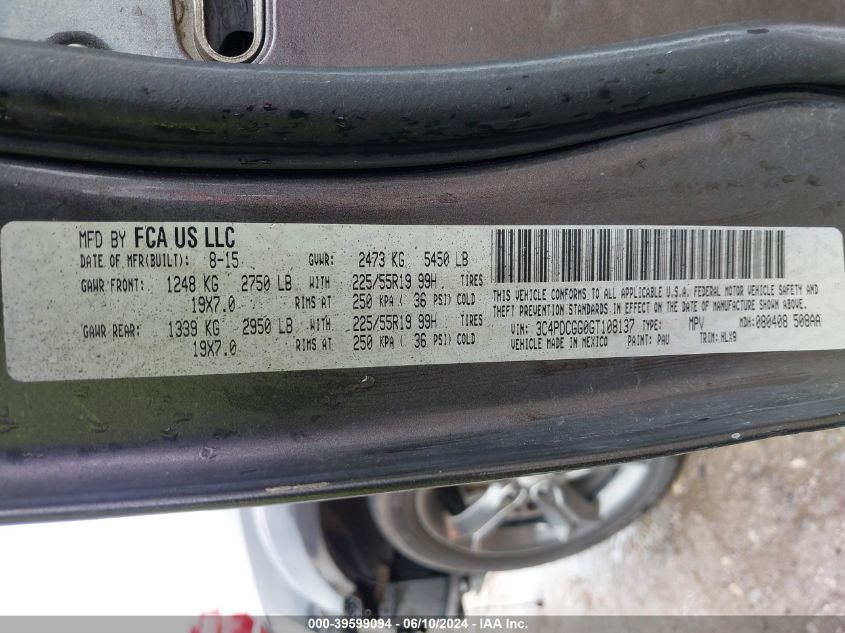 MFD BY FCA US LLC
DATE OF MFR(BUILT): 8-15 GVWR: 2473 KG 5450 LB
GAWR FRONT: 1248 KG 2750 LB WITH 225/55R19 99H TIRES
19X7.0 RIMS AT 250 KPA ( 36 PSI) COLD
GAWR REAR: 1339 KG 2950 LB WITH 225/55R19 99H TIRES
19X7.0 RIMS AT 250 KPA ( 36 PSI) COLD
THIS VEHICLE CONFORMS TO ALL APPLICABLE U.S.A. FEDERAL MOTOR VEHICLE SAFETY AND
THEFT PREVENTION STANDARDS IN EFFECT ON THE DATE OF MANUFACTURE SHOWN ABOVE.
VIN: 3C4PDCGG0GT108137 TYPE: MPV MDH: 080408 508AA
VEHICLE MADE IN MEXICO PAINT: PAU TRIM: HLX9
000-39599094 - 06/10/2024 - IAA Inc.